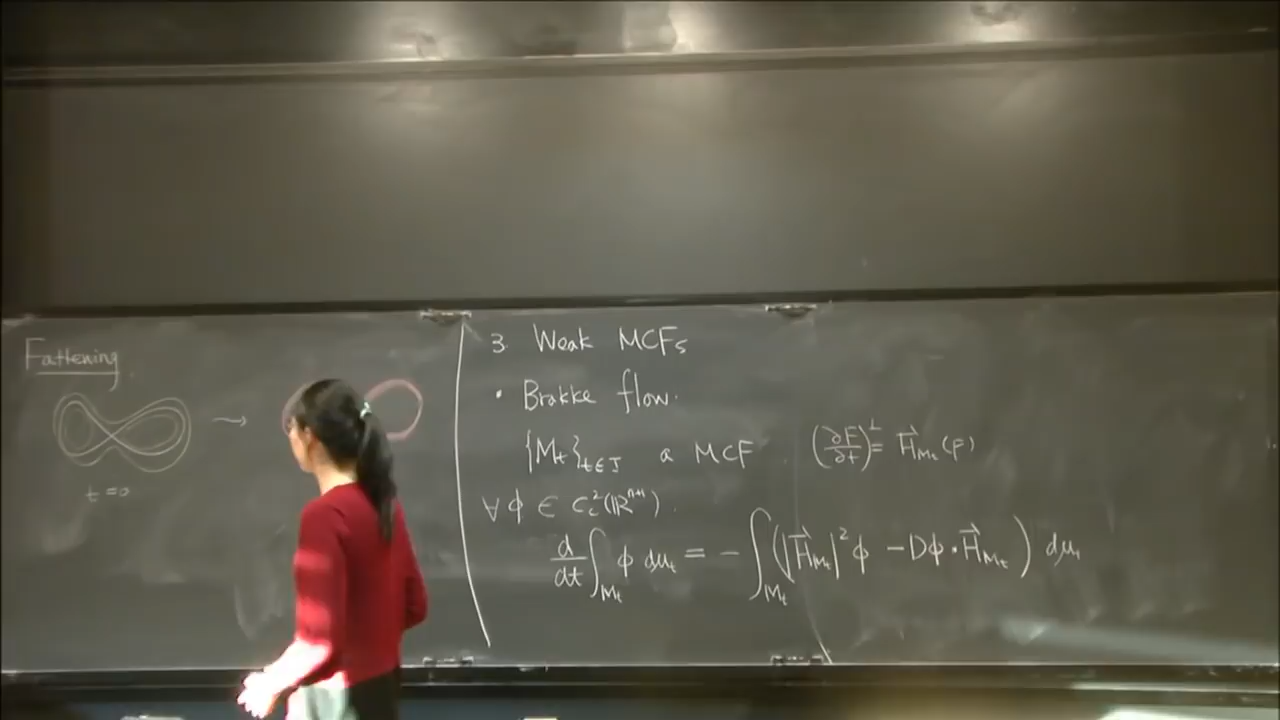 Fattening
t = 0
3 Weak MCFs
• Brakke flow.
{M_t}_{t∈J} a MCF (∂F/∂t)^⊥ = H⃗_{M_t}(F)
∀ φ ∈ C_c^2(ℝ^{n+1}).
d/dt ∫_{M_t} φ dμ_t = - ∫_{M_t} (|H⃗_{M_t}|^2 φ - Dφ · H⃗_{M_t}) dμ_t